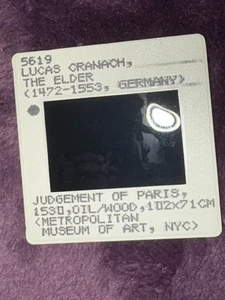 5619
LUCAS CRANACH,
THE ELDER
<1472-1553, GERMANY>
JUDGEMENT OF PARIS,
1530,OIL/WOOD,102X71CM
<METROPOLITAN
MUSEUM OF ART, NYC>